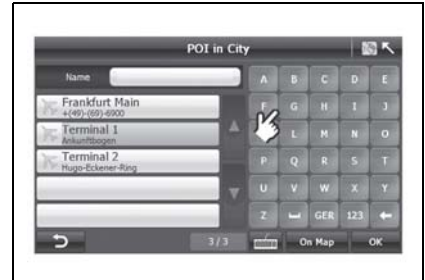 POI in City
Name
A B C D E
Frankfurt Main
+(49)-(69)-6900
F G H I J
Terminal 1
Ankunftbogen
L M N O
Terminal 2
Hugo-Eckener-Ring
P Q R S T
U V W X Y
Z GER 123
3/3
On Map
OK